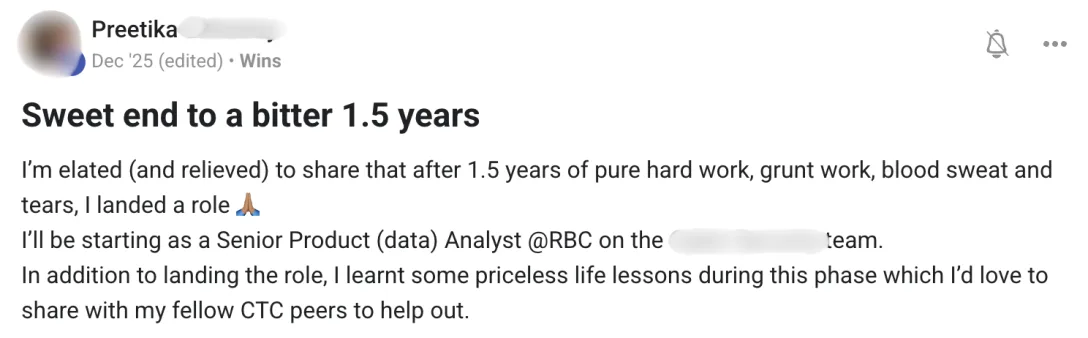 Preetika
Dec '25 (edited) • Wins
Sweet end to a bitter 1.5 years
I'm elated (and relieved) to share that after 1.5 years of pure hard work, grunt work, blood sweat and
tears, I landed a role 🙏🏽
I'll be starting as a Senior Product (data) Analyst @RBC on the team.
In addition to landing the role, I learnt some priceless life lessons during this phase which I'd love to
share with my fellow CTC peers to help out.